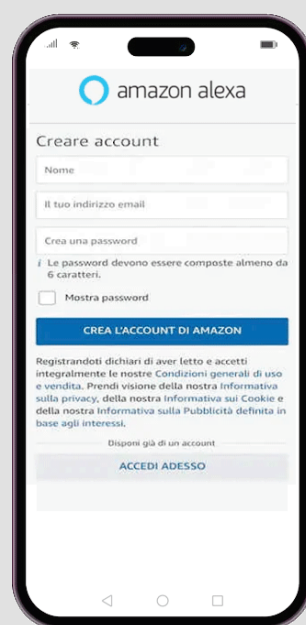 amazon alexa
Creare account
Nome
Il tuo indirizzo email
Crea una password
i Le password devono essere composte almeno da
6 caratteri.
Mostra password
CREA L'ACCOUNT DI AMAZON
Registrandoti dichiari di aver letto e accetti
integralmente le nostre Condizioni generali di uso
e vendita. Prendi visione della nostra Informativa
sulla privacy, della nostra Informativa sui Cookie e
della nostra Informativa sulla Pubblicità definita in
base agli interessi.
Disponi già di un account
ACCEDI ADESSO